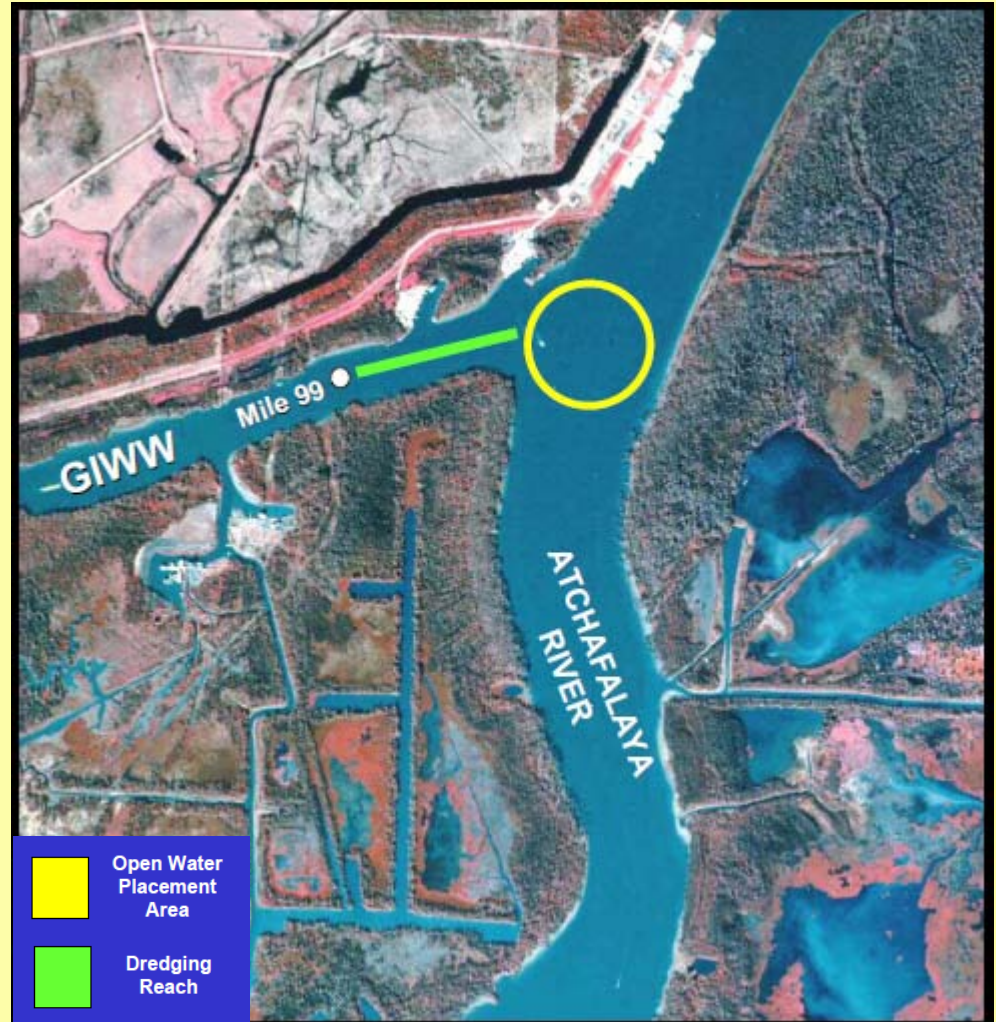 Mile 99
GIWW
ATCHAFALAYA
RIVER
Open Water
Placement
Area
Dredging
Reach